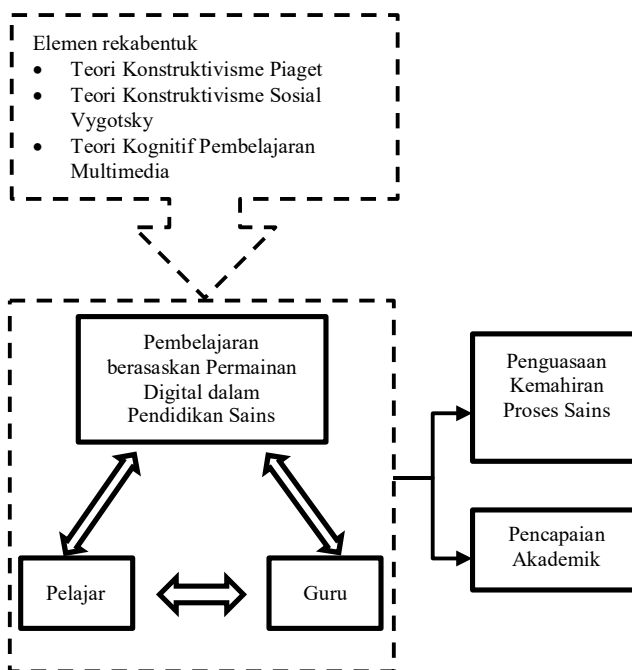 Elemen rekabentuk
• Teori Konstruktivisme Piaget
• Teori Konstruktivisme Sosial
Vygotsky
• Teori Kognitif Pembelajaran
Multimedia
Pembelajaran
berasaskan Permainan
Digital dalam
Pendidikan Sains
Pelajar
Guru
Penguasaan
Kemahiran
Proses Sains
Pencapaian
Akademik